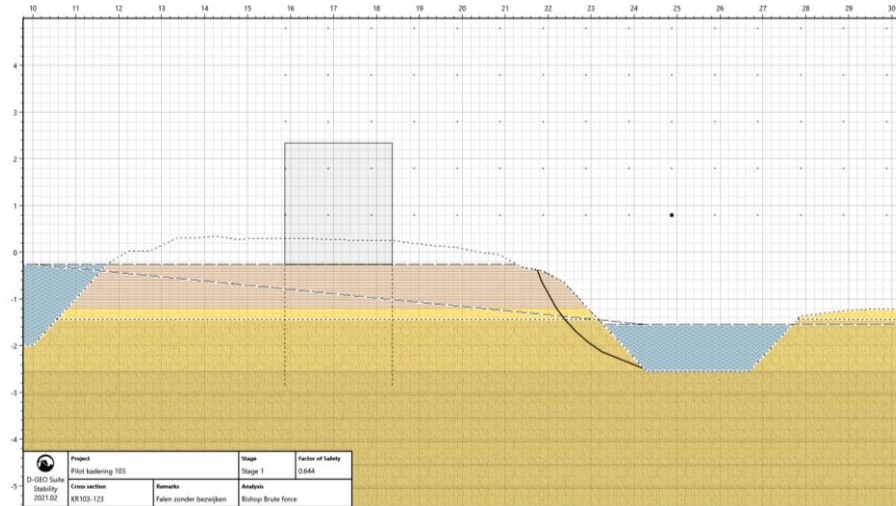 10 11 12 13 14 15 16 17 18 19 20 21 22 23 24 25 26 27 28 29 30
4
3
2
1
0
-1
-2
-3
-4
-5
D-GEO Suite
Stability
2021.02
Project
Pilot kadering 103
Stage
Stage 1
Factor of Safety
0.644
Cross section
KR103-123
Remarks
Falen zonder bezwijken
Analysis
Bishop Brute force